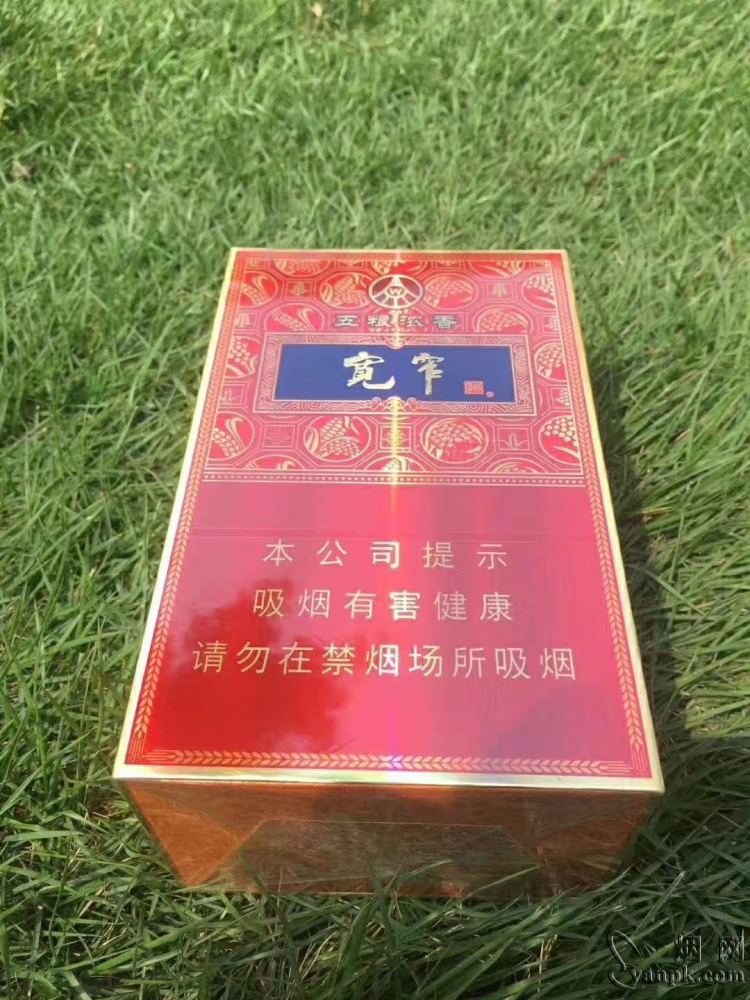 五粮浓香
宽窄
本公司提示
吸烟有害健康
请勿在禁烟场所吸烟
烟网
yanpk.com